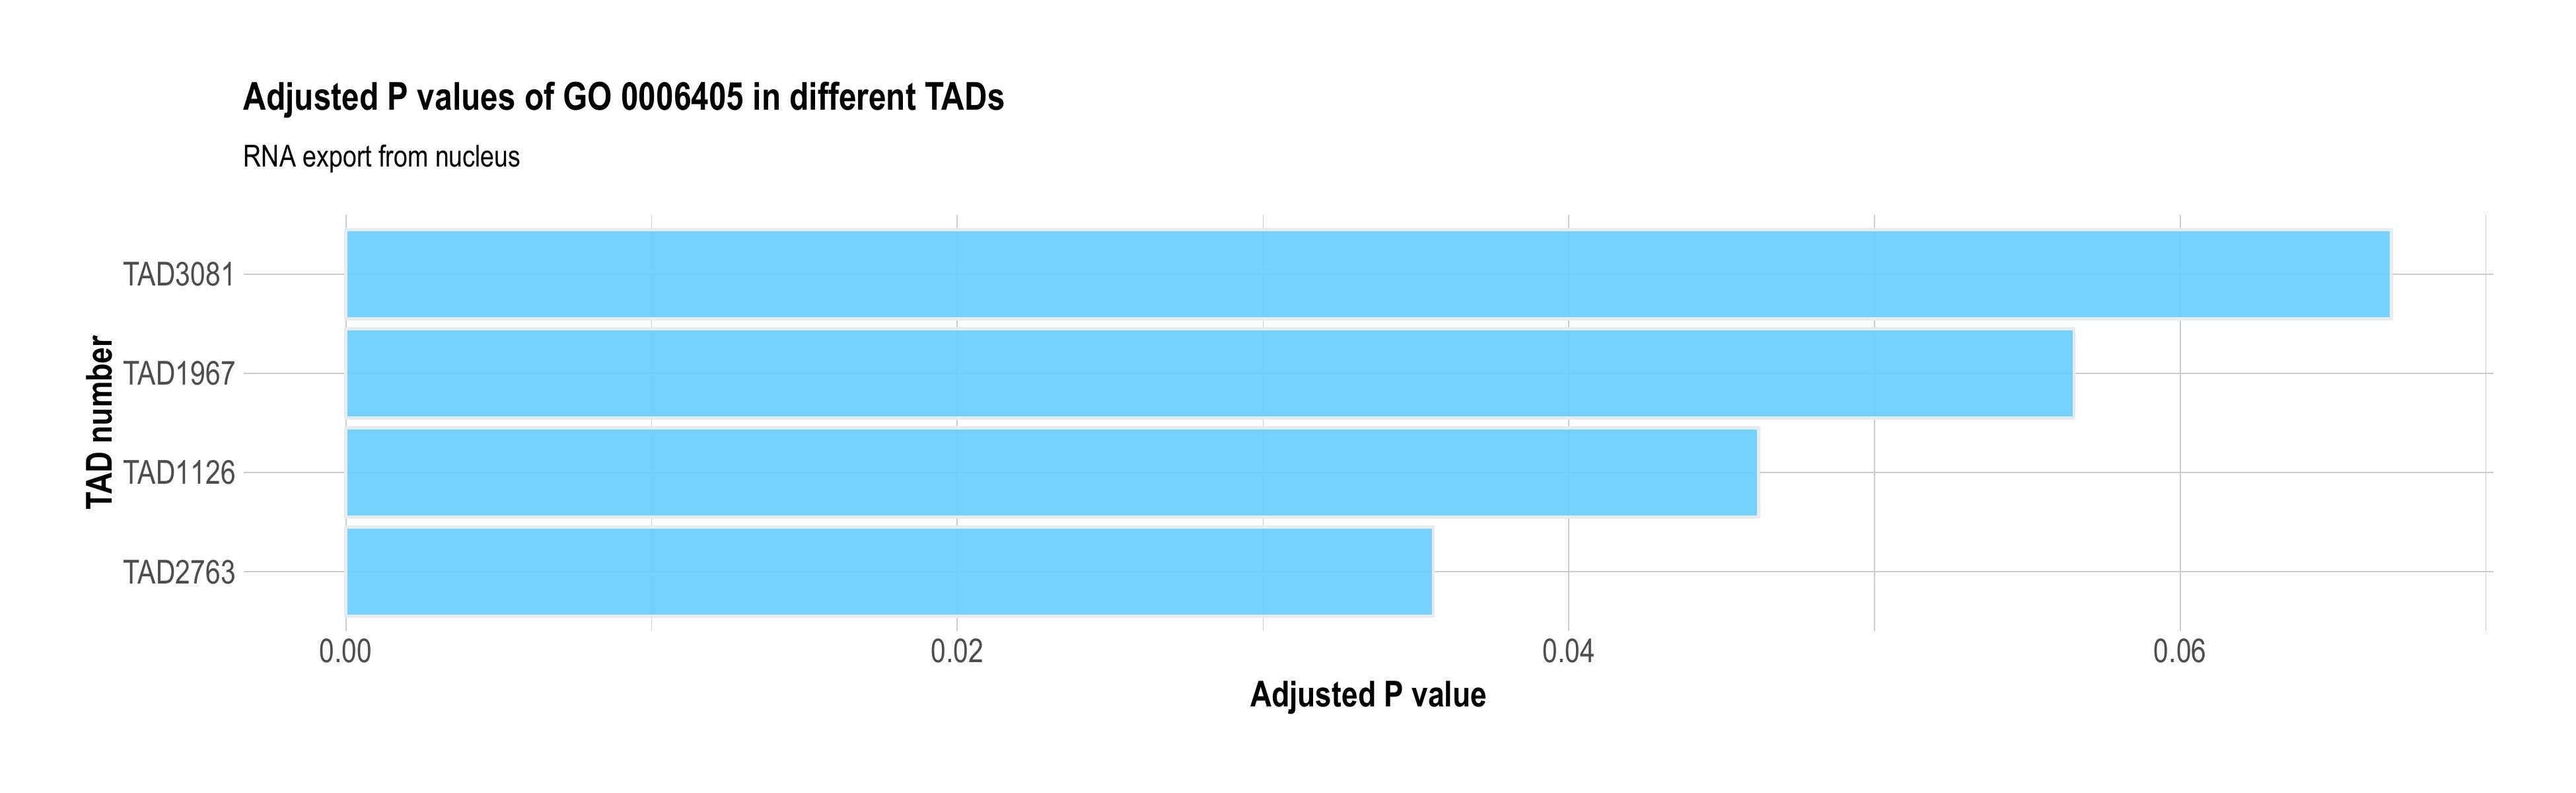 Adjusted P values of GO 0006405 in different TADs
RNA export from nucleus
TAD number
TAD3081
TAD1967
TAD1126
TAD2763
0.00 0.02 0.04 0.06
Adjusted P value